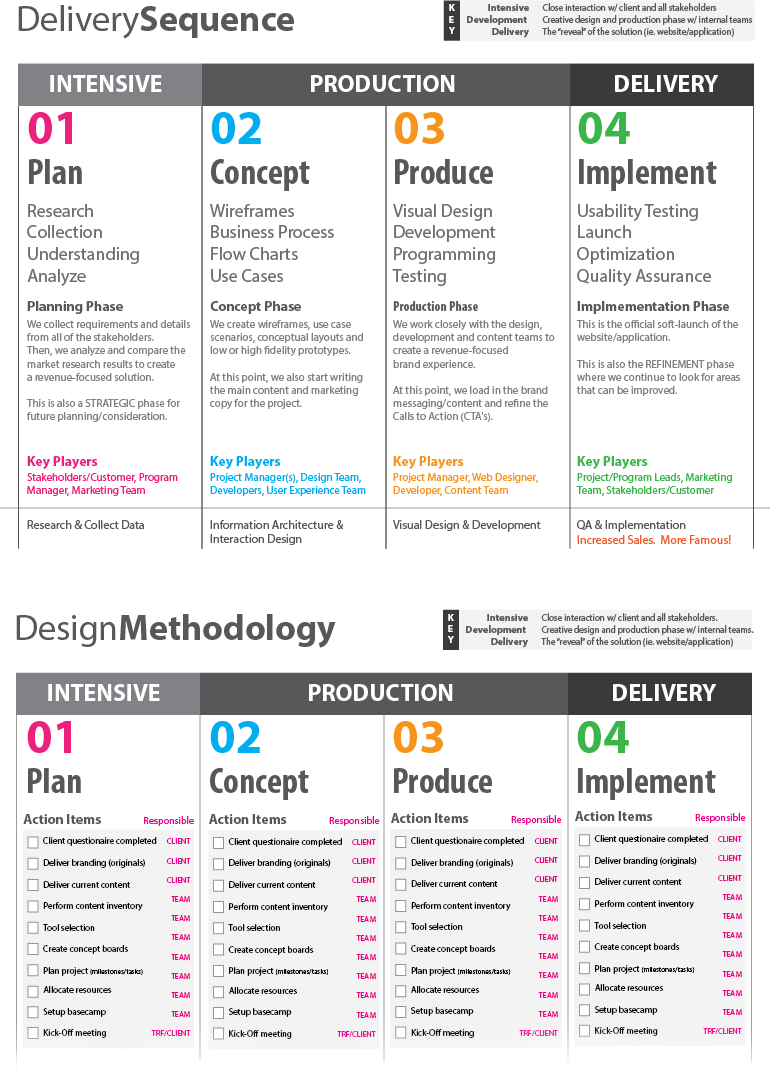 DeliverySequence
KEY
Intensive Close interaction w/ client and all stakeholders
Development Creative design and production phase w/ internal teams
Delivery The “reveal” of the solution (ie. website/application)
INTENSIVE PRODUCTION DELIVERY
01
Plan
Research
Collection
Understanding
Analyze
Planning Phase
We collect requirements and details
from all of the stakeholders.
Then, we analyze and compare the
market research results to create
a revenue-focused solution.
This is also a STRATEGIC phase for
future planning/consideration.
Key Players
Stakeholders/Customer, Program
Manager, Marketing Team
Research & Collect Data
02
Concept
Wireframes
Business Process
Flow Charts
Use Cases
Concept Phase
We create wireframes, use case
scenarios, conceptual layouts and
low or high fidelity prototypes.
At this point, we also start writing
the main content and marketing
copy for the project.
Key Players
Project Manager(s), Design Team,
Developers, User Experience Team
Information Architecture &
Interaction Design
03
Produce
Visual Design
Development
Programming
Testing
Production Phase
We work closely with the design,
development and content teams to
create a revenue-focused
brand experience.
At this point, we load in the brand
messaging/content and refine the
Calls to Action (CTA's).
Key Players
Project Manager, Web Designer,
Developer, Content Team
Visual Design & Development
04
Implement
Usability Testing
Launch
Optimization
Quality Assurance
Implmementation Phase
This is the official soft-launch of the
website/application.
This is also the REFINEMENT phase
where we continue to look for areas
that can be improved.
Key Players
Project/Program Leads, Marketing
Team, Stakeholders/Customer
QA & Implementation
Increased Sales. More Famous!
DesignMethodology
KEY
Intensive Close interaction w/ client and all stakeholders.
Development Creative design and production phase w/ internal teams.
Delivery The “reveal” of the solution (ie. website/application)
INTENSIVE PRODUCTION DELIVERY
01
Plan
Action Items Responsible
Client questionaire completed CLIENT
Deliver branding (originals) CLIENT
Deliver current content CLIENT
Perform content inventory TEAM
Tool selection TEAM
Create concept boards TEAM
Plan project (milestones/tasks) TEAM
Allocate resources TEAM
Setup basecamp TEAM
Kick-Off meeting TRF/CLIENT
02
Concept
Action Items Responsible
Client questionaire completed CLIENT
Deliver branding (originals) CLIENT
Deliver current content CLIENT
Perform content inventory TEAM
Tool selection TEAM
Create concept boards TEAM
Plan project (milestones/tasks) TEAM
Allocate resources TEAM
Setup basecamp TEAM
Kick-Off meeting TRF/CLIENT
03
Produce
Action Items Responsible
Client questionaire completed CLIENT
Deliver branding (originals) CLIENT
Deliver current content CLIENT
Perform content inventory TEAM
Tool selection TEAM
Create concept boards TEAM
Plan project (milestones/tasks) TEAM
Allocate resources TEAM
Setup basecamp TEAM
Kick-Off meeting TRF/CLIENT
04
Implement
Action Items Responsible
Client questionaire completed CLIENT
Deliver branding (originals) CLIENT
Deliver current content CLIENT
Perform content inventory TEAM
Tool selection TEAM
Create concept boards TEAM
Plan project (milestones/tasks) TEAM
Allocate resources TEAM
Setup basecamp TEAM
Kick-Off meeting TRF/CLIENT